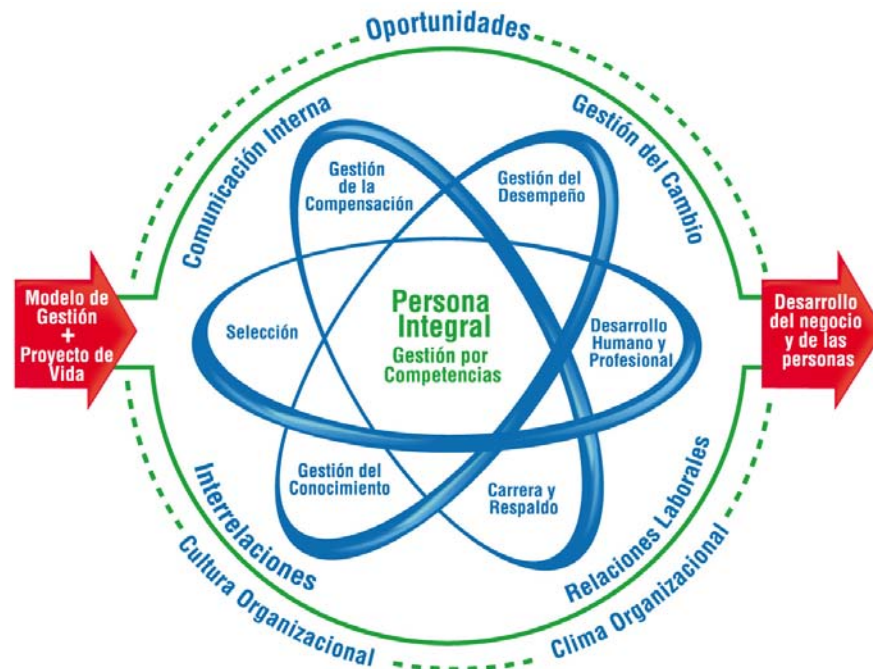 Oportunidades
Comunicación Interna
Gestión del Cambio
Gestión
de la
Compensación
Gestión del
Desempeño
Modelo de
Gestión
+
Proyecto de
Vida
Selección
Persona
Integral
Gestión por
Competencias
Desarrollo
Humano y
Profesional
Desarrollo
del negocio
y de las
personas
Gestión del
Conocimiento
Carrera y
Respaldo
Interrelaciones
Relaciones Laborales
Cultura Organizacional
Clima Organizacional